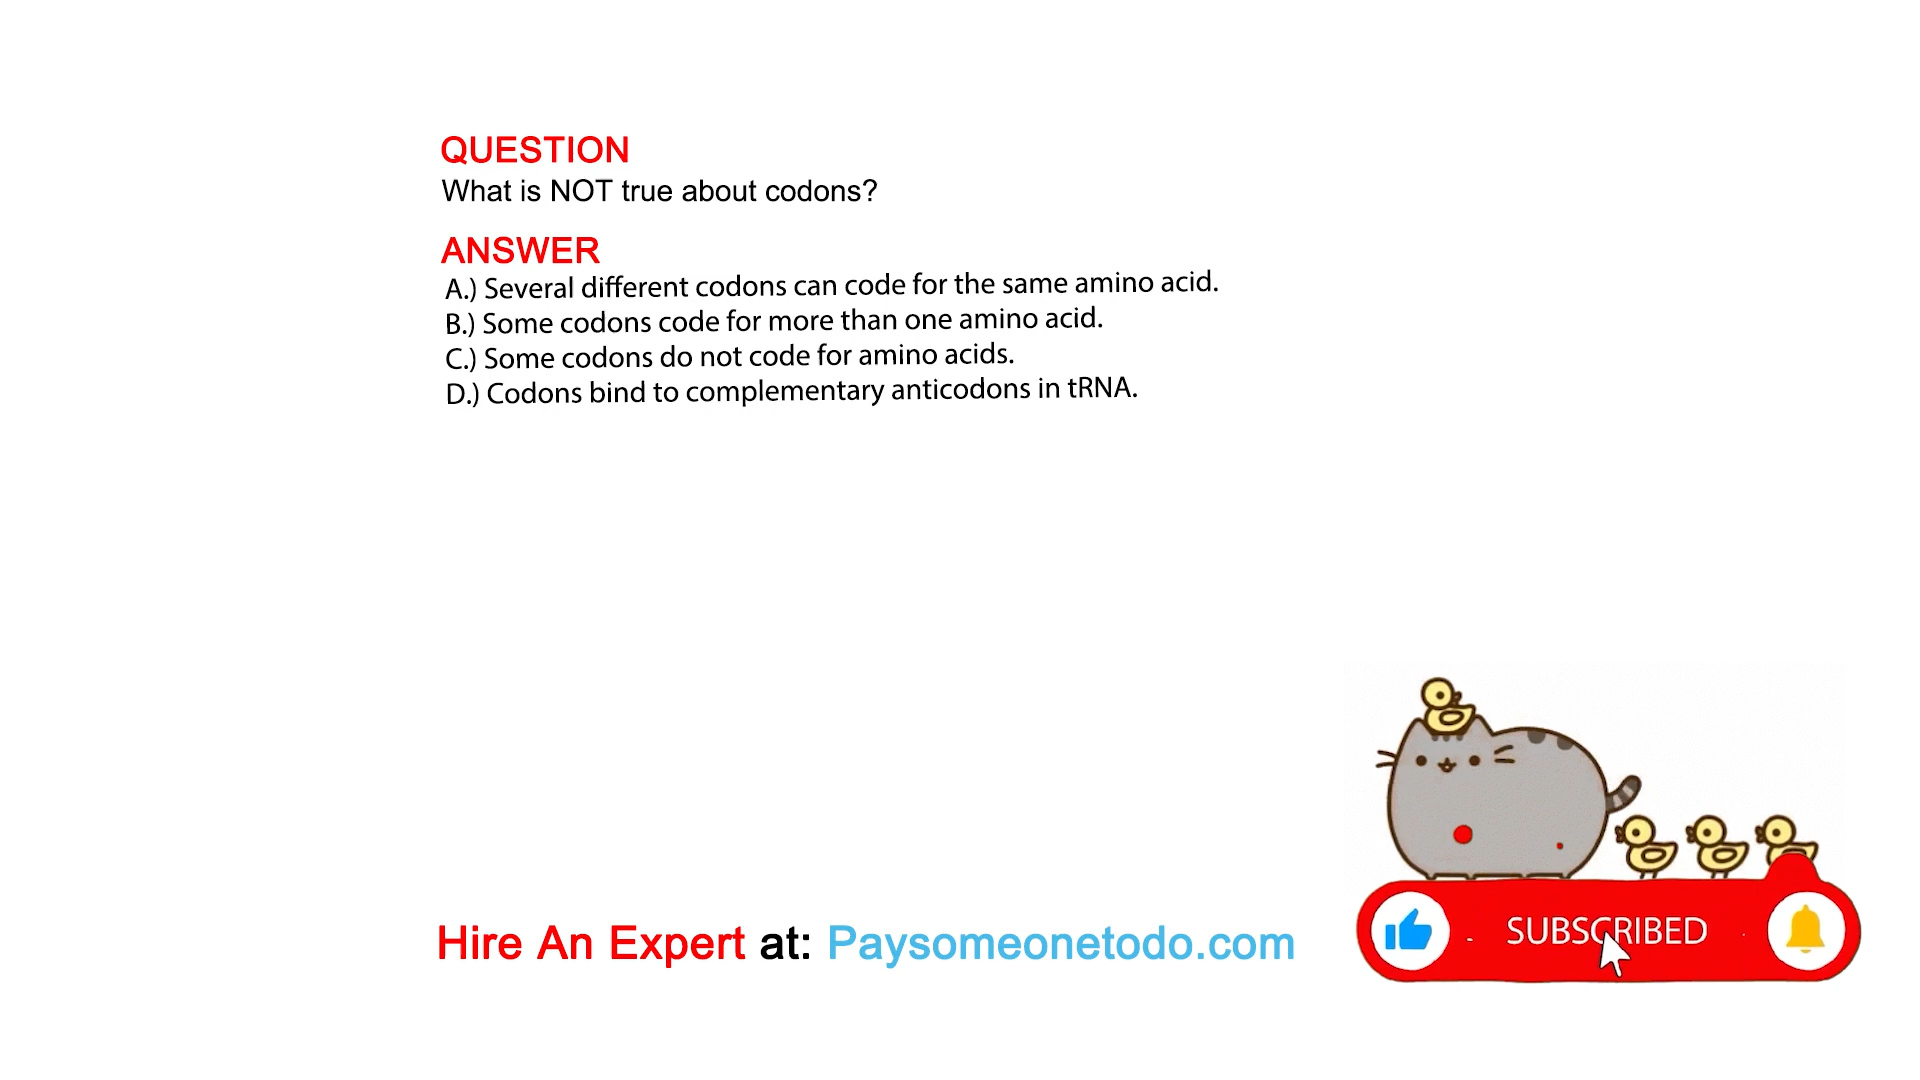 QUESTION
What is NOT true about codons?
ANSWER
A.) Several different codons can code for the same amino acid.
B.) Some codons code for more than one amino acid.
C.) Some codons do not code for amino acids.
D.) Codons bind to complementary anticodons in tRNA.
Hire An Expert at: Paysomeonetodo.com
SUBSCRIBED